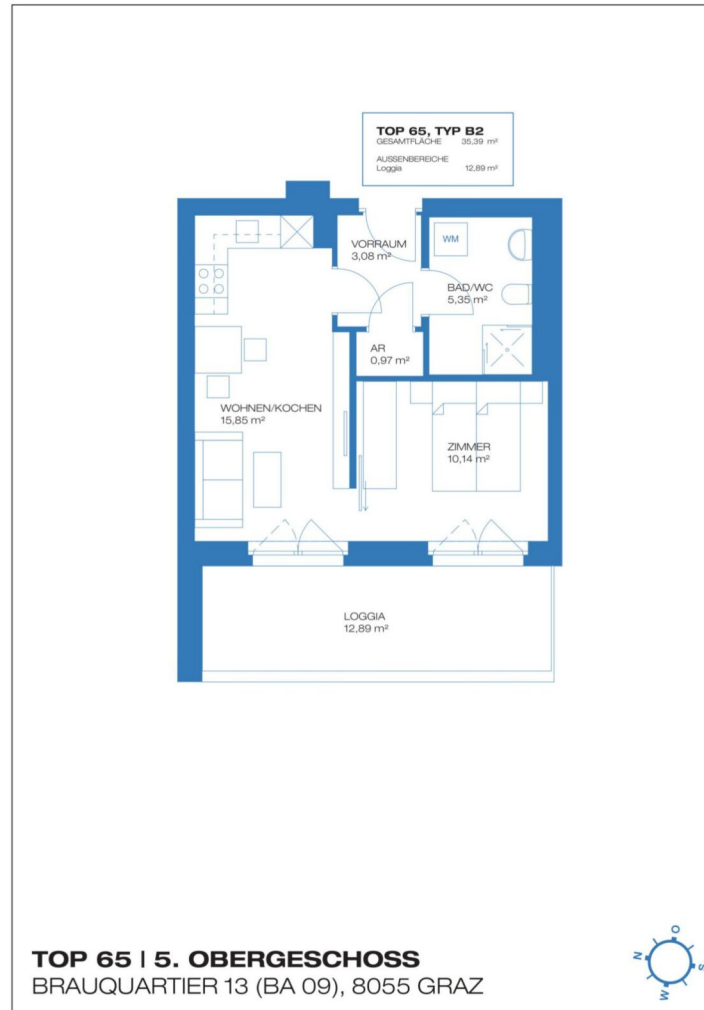 TOP 65, TYP B2
GESAMTFLÄCHE 35,39 m²
AUSSENBEREICHE
Loggia 12,89 m²
VORRAUM
3,08 m²
WM
BAD/WC
5,35 m²
AR
0,97 m²
WOHNEN/KOCHEN
15,85 m²
ZIMMER
10,14 m²
LOGGIA
12,89 m²
TOP 65 | 5. OBERGESCHOSS
BRAUQUARTIER 13 (BA 09), 8055 GRAZ
N
O
S
W